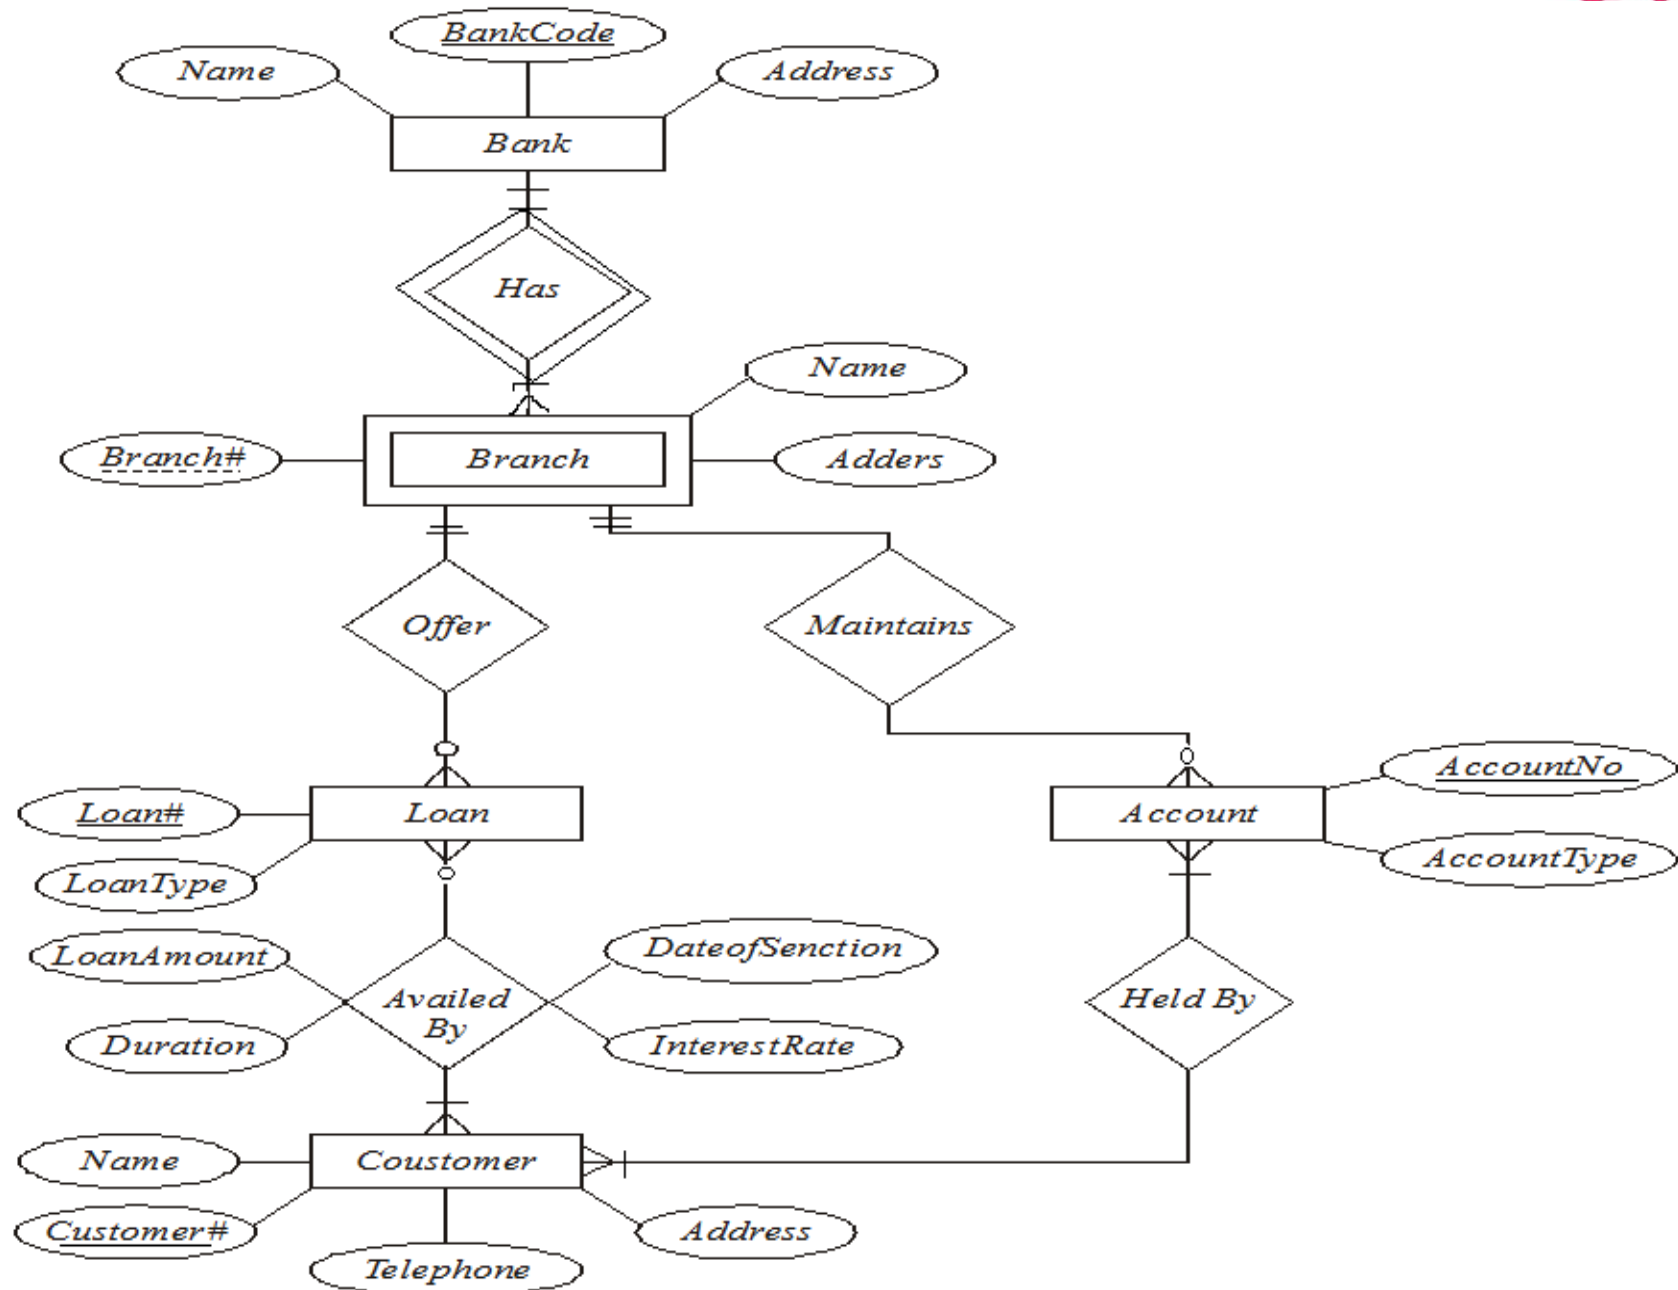 BankCode
Name
Address
Bank
Has
Name
Branch#
Branch
Adders
Offer
Maintains
Loan#
Loan
Account
AccountNo
LoanType
AccountType
LoanAmount
DateofSenction
Availed
By
Held By
Duration
InterestRate
Name
Coustomer
Customer#
Address
Telephone